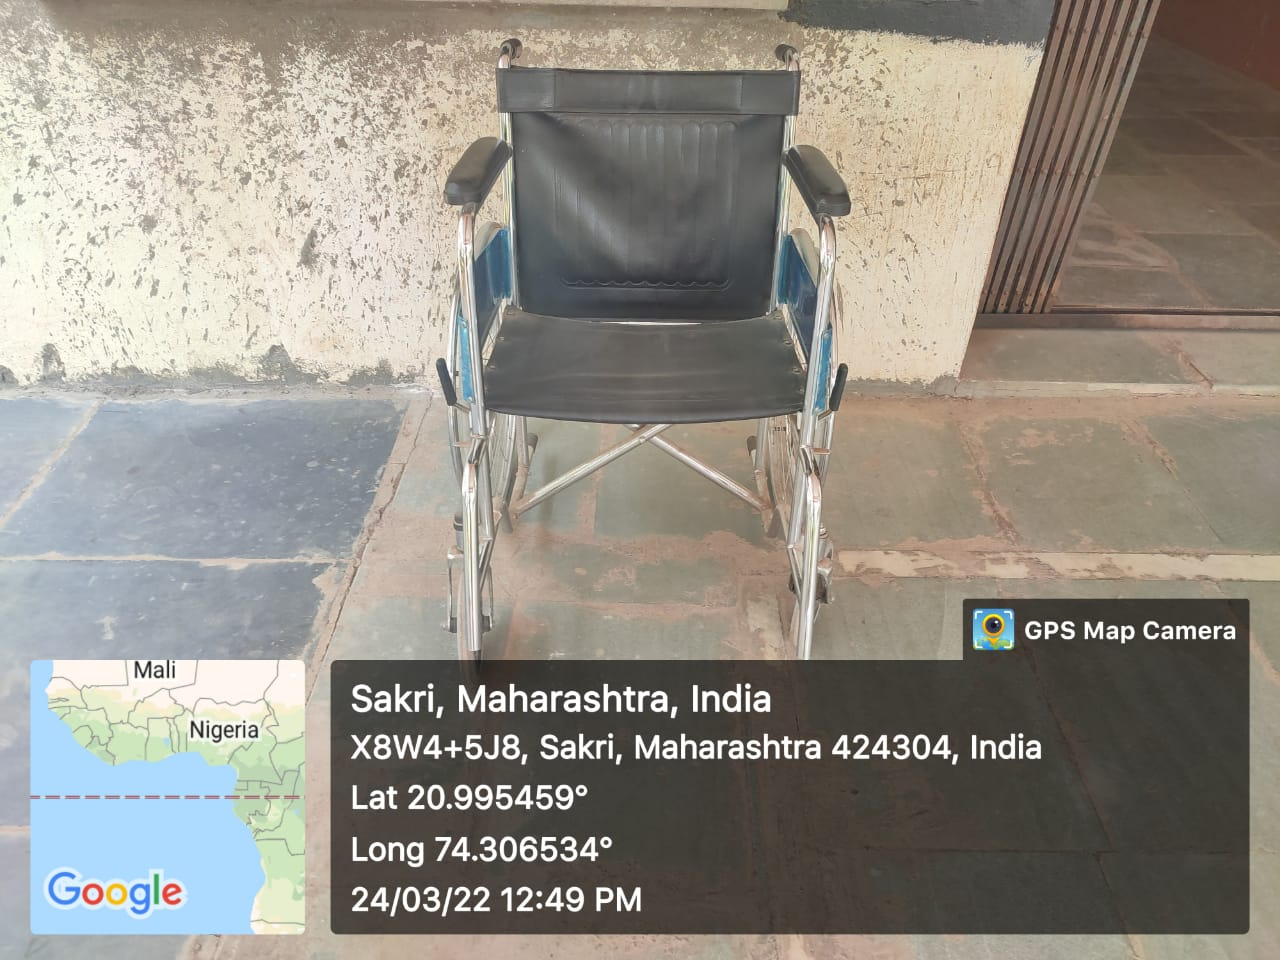 GPS Map Camera
Mali
Nigeria
Google
Sakri, Maharashtra, India
X8W4+5J8, Sakri, Maharashtra 424304, India
Lat 20.995459°
Long 74.306534°
24/03/22 12:49 PM